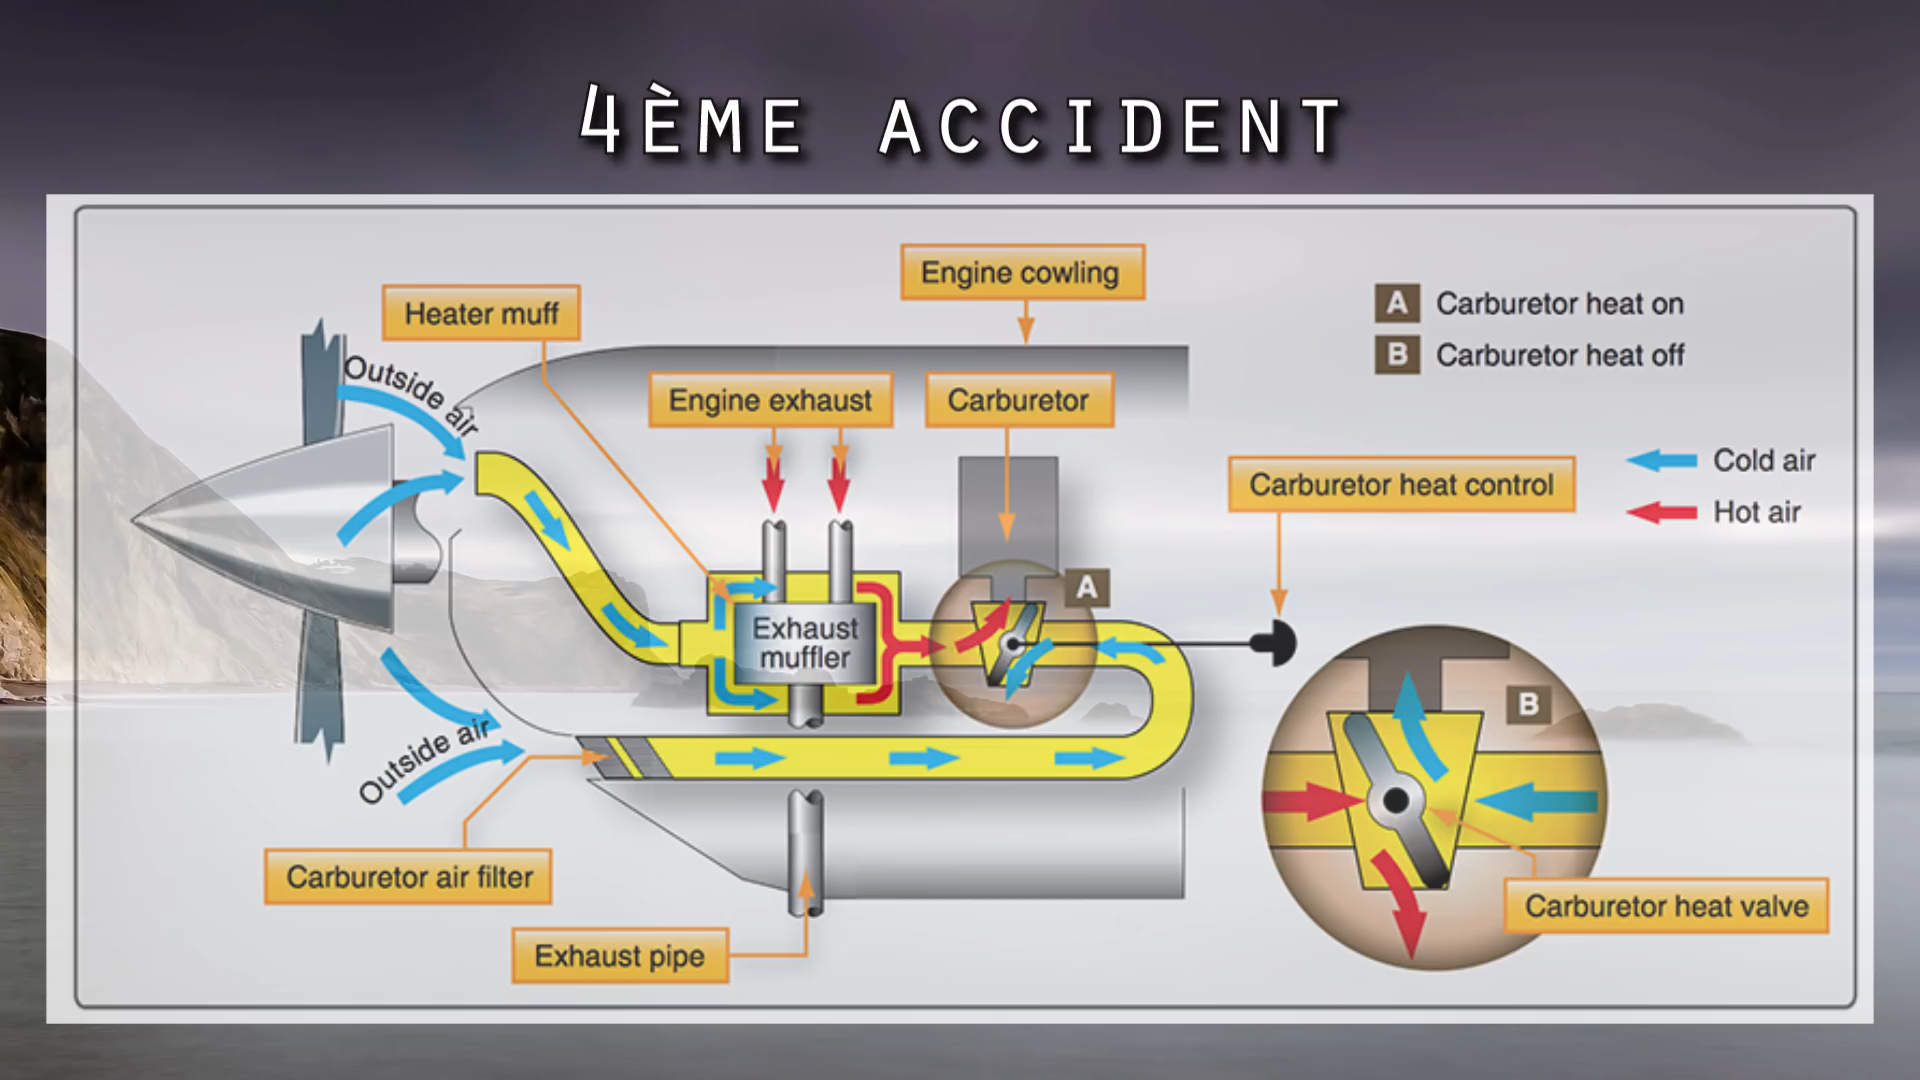 4ÈME ACCIDENT
Engine cowling
Heater muff
A Carburetor heat on
B Carburetor heat off
Outside air
Engine exhaust
Carburetor
Cold air
Carburetor heat control
Hot air
A
Exhaust
muffler
B
Outside air
Carburetor air filter
Carburetor heat valve
Exhaust pipe